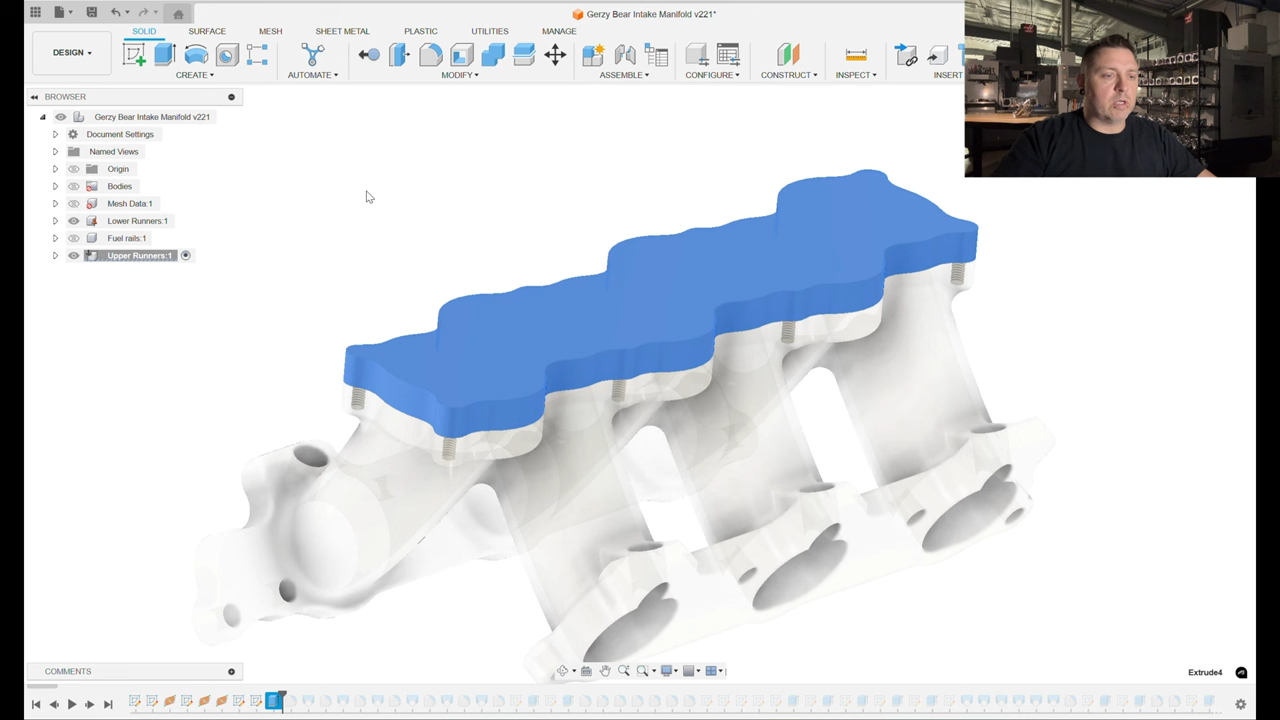 Gerzy Bear Intake Manifold v221*
SOLID SURFACE MESH SHEET METAL PLASTIC UTILITIES MANAGE
DESIGN
CREATE AUTOMATE MODIFY ASSEMBLE CONFIGURE CONSTRUCT INSPECT INSERT
BROWSER
Gerzy Bear Intake Manifold v221
Document Settings
Named Views
Origin
Bodies
Mesh Data:1
Lower Runners:1
Fuel rails:1
Upper Runners:1
COMMENTS
Extrude4